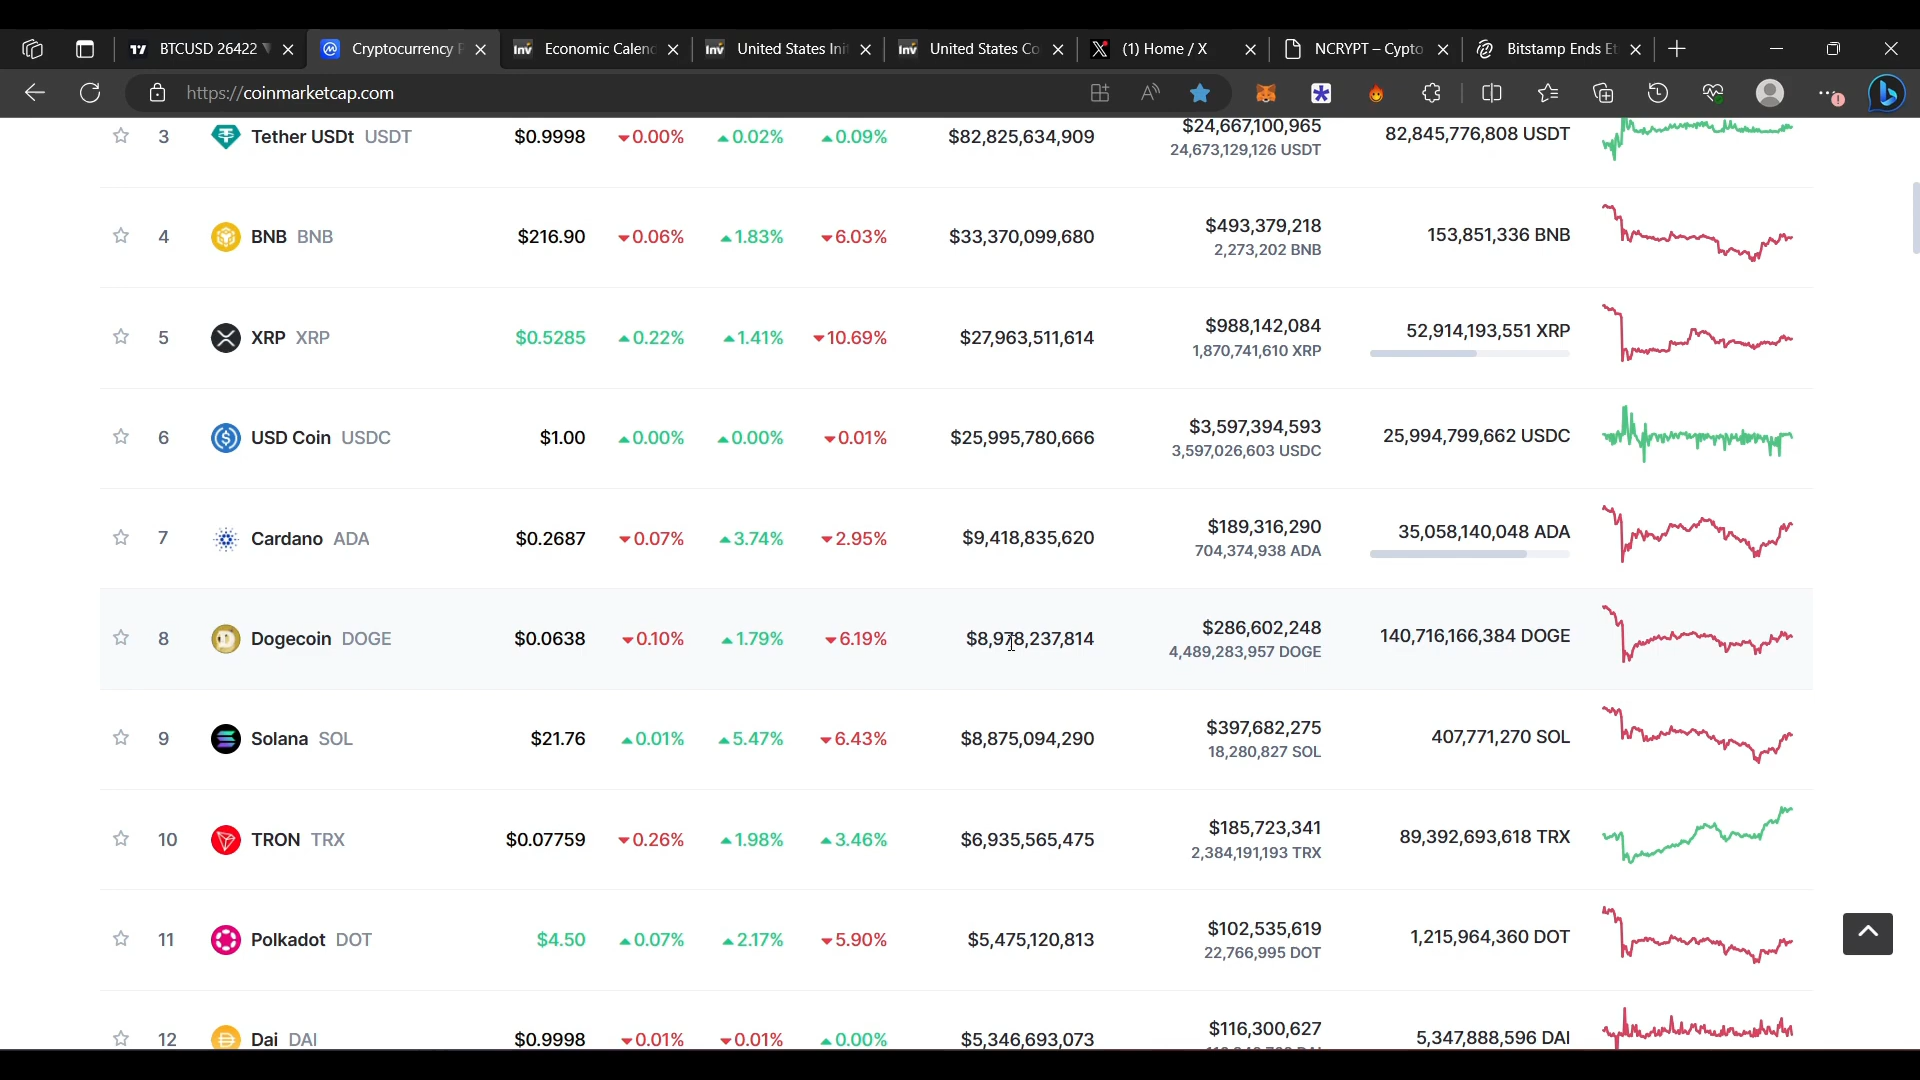 BTCUSD 26422
Cryptocurrency
Economic Calen
United States Ini
United States Co
(1) Home / X
NCRYPT – Cypto
Bitstamp Ends Et
https://coinmarketcap.com
3 Tether USDt USDT $0.9998 0.00% 0.02% 0.09% $82,825,634,909 $24,667,100,965 82,845,776,808 USDT
24,673,129,126 USDT
4 BNB BNB $216.90 0.06% 1.83% 6.03% $33,370,099,680 $493,379,218 153,851,336 BNB
2,273,202 BNB
5 XRP XRP $0.5285 0.22% 1.41% 10.69% $27,963,511,614 $988,142,084 52,914,193,551 XRP
1,870,741,610 XRP
6 USD Coin USDC $1.00 0.00% 0.00% 0.01% $25,995,780,666 $3,597,394,593 25,994,799,662 USDC
3,597,026,603 USDC
7 Cardano ADA $0.2687 0.07% 3.74% 2.95% $9,418,835,620 $189,316,290 35,058,140,048 ADA
704,374,938 ADA
8 Dogecoin DOGE $0.0638 0.10% 1.79% 6.19% $8,978,237,814 $286,602,248 140,716,166,384 DOGE
4,489,283,957 DOGE
9 Solana SOL $21.76 0.01% 5.47% 6.43% $8,875,094,290 $397,682,275 407,771,270 SOL
18,280,827 SOL
10 TRON TRX $0.07759 0.26% 1.98% 3.46% $6,935,565,475 $185,723,341 89,392,693,618 TRX
2,384,191,193 TRX
11 Polkadot DOT $4.50 0.07% 2.17% 5.90% $5,475,120,813 $102,535,619 1,215,964,360 DOT
22,766,995 DOT
12 Dai DAI $0.9998 0.01% 0.01% 0.00% $5,346,693,073 $116,300,627 5,347,888,596 DAI